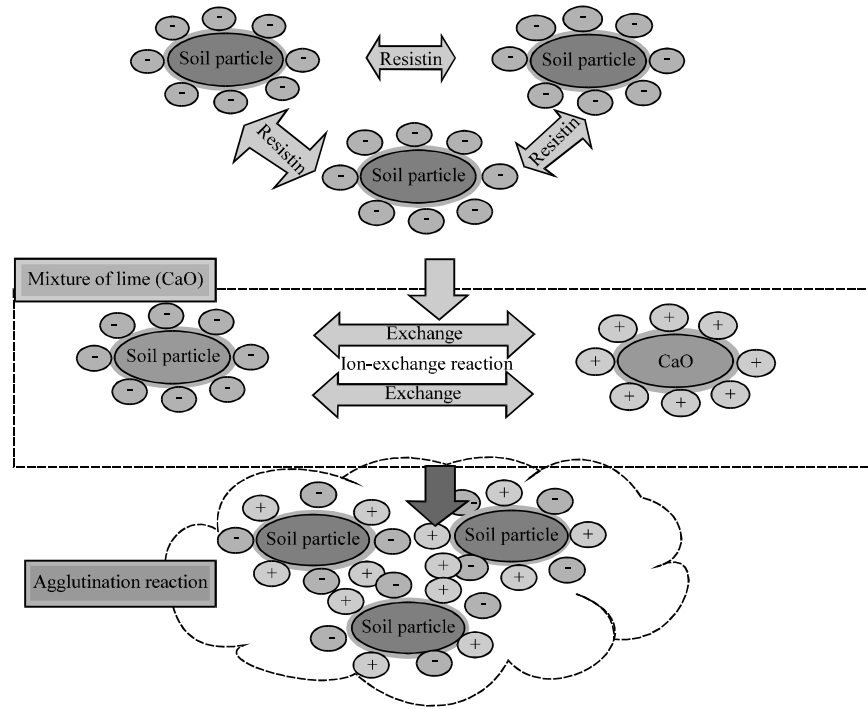 Soil particle
Resistin
Soil particle
Resistin
Resistin
Soil particle
Mixture of lime (CaO)
Exchange
Soil particle
Ion-exchange reaction
CaO
Exchange
Soil particle
Soil particle
Agglutination reaction
Soil particle